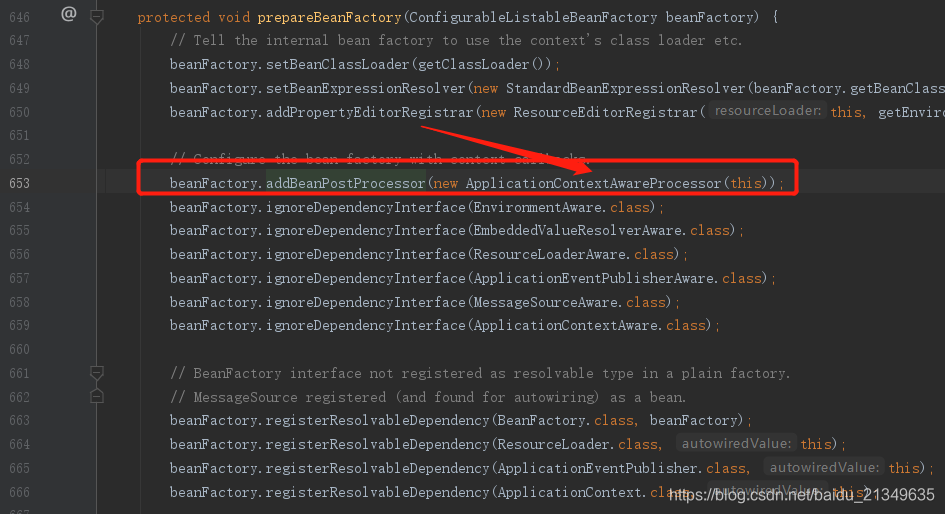 646 @ protected void prepareBeanFactory(ConfigurableListableBeanFactory beanFactory) {
647 // Tell the internal bean factory to use the context's class loader etc.
648 beanFactory.setBeanClassLoader(getClassLoader());
649 beanFactory.setBeanExpressionResolver(new StandardBeanExpressionResolver(beanFactory.getBeanClass
650 beanFactory.addPropertyEditorRegistrar(new ResourceEditorRegistrar( resourceLoader: this, getEnviro
651
652 // Configure the bean factory with context callbacks.
653 beanFactory.addBeanPostProcessor(new ApplicationContextAwareProcessor(this));
654 beanFactory.ignoreDependencyInterface(EnvironmentAware.class);
655 beanFactory.ignoreDependencyInterface(EmbeddedValueResolverAware.class);
656 beanFactory.ignoreDependencyInterface(ResourceLoaderAware.class);
657 beanFactory.ignoreDependencyInterface(ApplicationEventPublisherAware.class);
658 beanFactory.ignoreDependencyInterface(MessageSourceAware.class);
659 beanFactory.ignoreDependencyInterface(ApplicationContextAware.class);
660
661 // BeanFactory interface not registered as resolvable type in a plain factory.
662 // MessageSource registered (and found for autowiring) as a bean.
663 beanFactory.registerResolvableDependency(BeanFactory.class, beanFactory);
664 beanFactory.registerResolvableDependency(ResourceLoader.class, autowiredValue: this);
665 beanFactory.registerResolvableDependency(ApplicationEventPublisher.class, autowiredValue: this);
666 beanFactory.registerResolvableDependency(ApplicationContext.class, autowiredValue: this)
https://blog.csdn.net/baidu_21349635